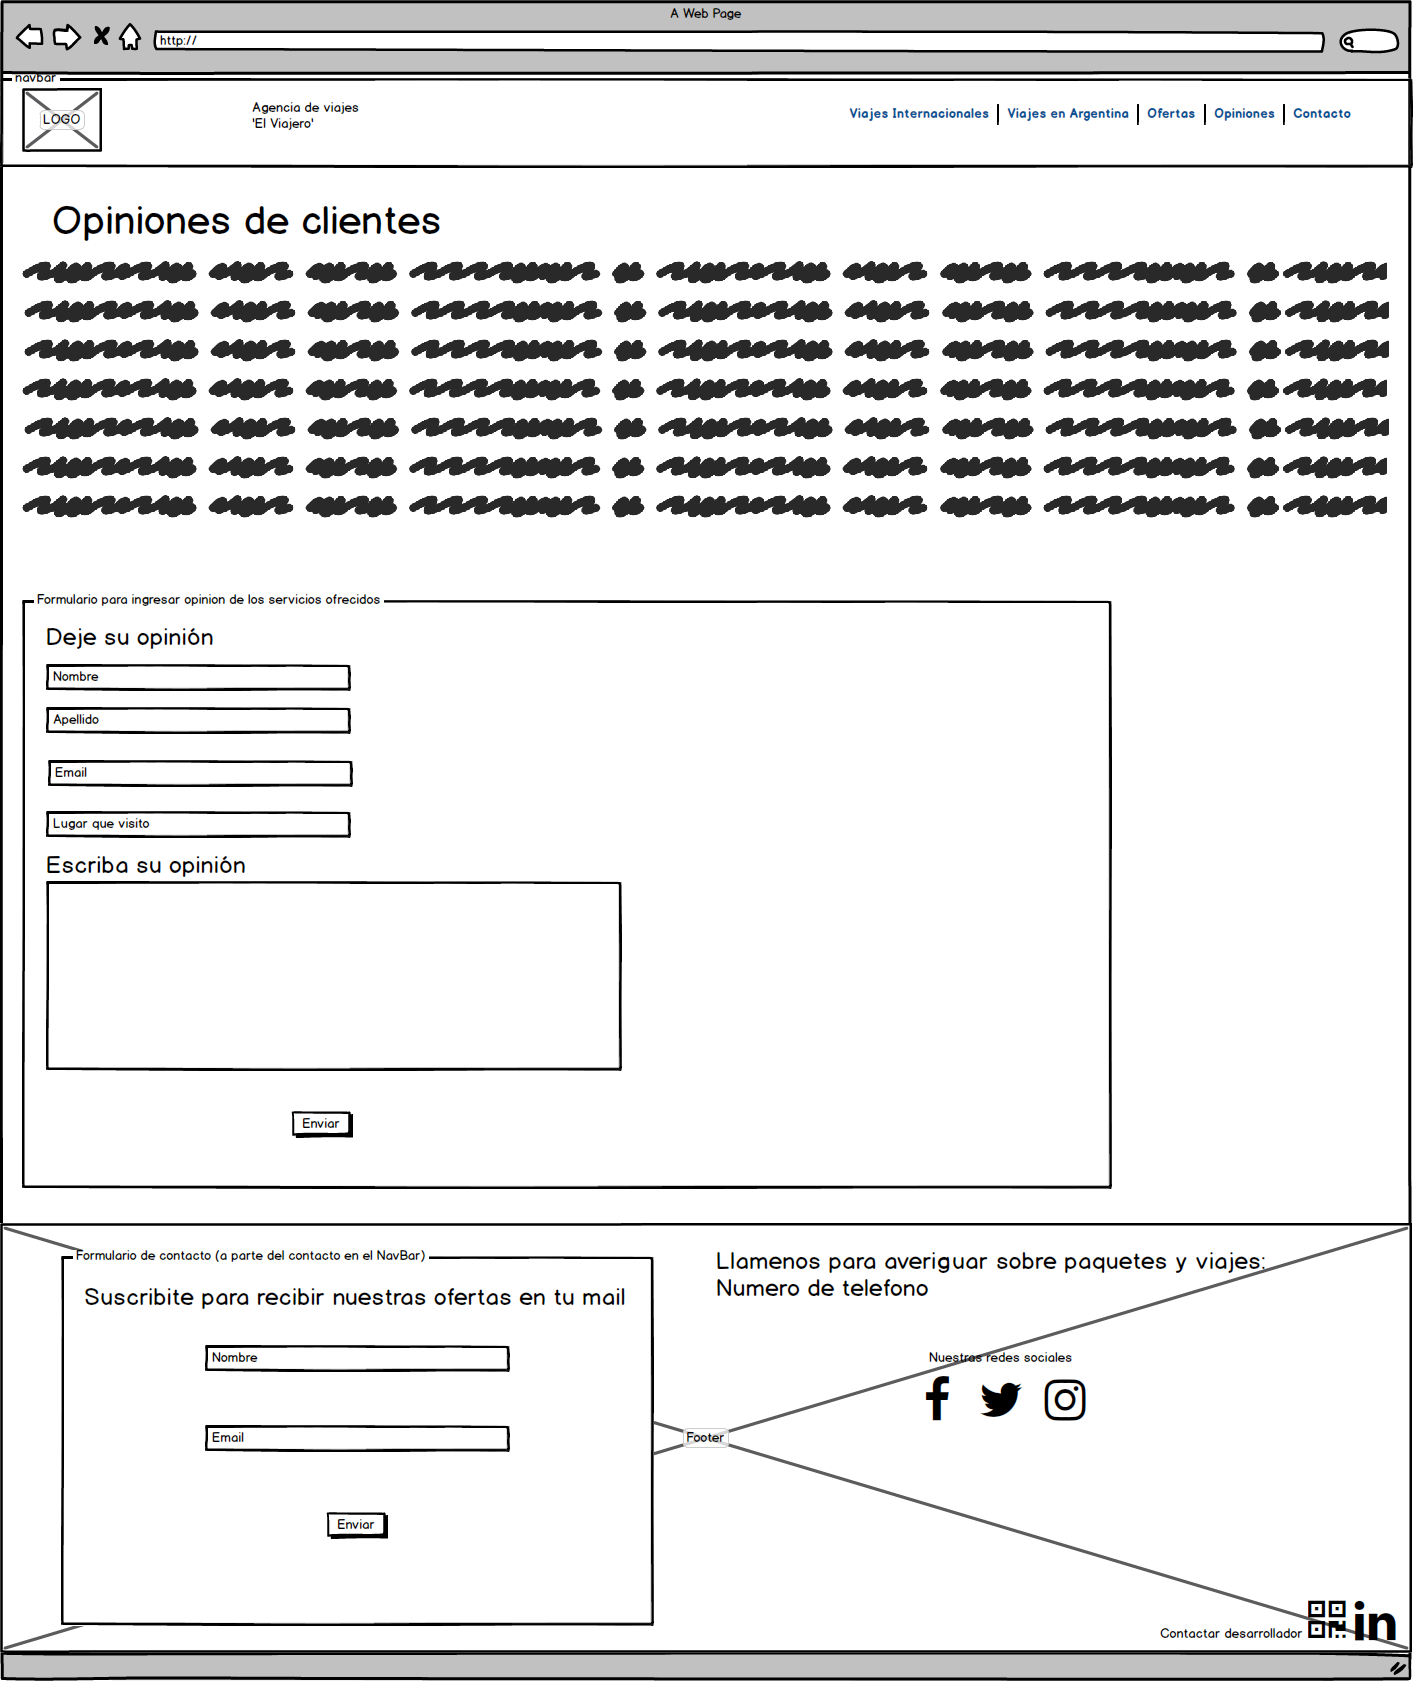 A Web Page
http://
navbar
LOGO
Agencia de viajes
'El Viajero'
Viajes Internacionales
Viajes en Argentina
Ofertas
Opiniones
Contacto
Opiniones de clientes
Formulario para ingresar opinion de los servicios ofrecidos
Deje su opinión
Nombre
Apellido
Email
Lugar que visito
Escriba su opinión
Enviar
Formulario de contacto (a parte del contacto en el NavBar)
Suscribite para recibir nuestras ofertas en tu mail
Nombre
Email
Enviar
Llamenos para averiguar sobre paquetes y viajes:
Numero de telefono
Nuestras redes sociales
Footer
Contactar desarrollador
in